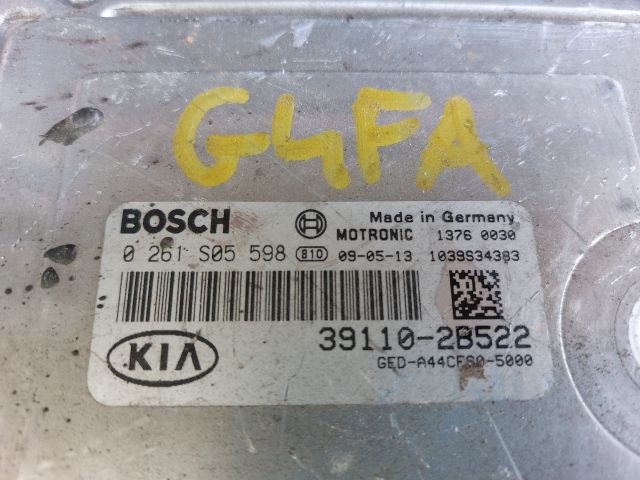 G4FA
BOSCH Made in Germany
MOTRONIC 1376 0030
0 261 S05 598 810 09-05-13 1039S34383
39110-2B522
KIA GED-A44CFS0-5000